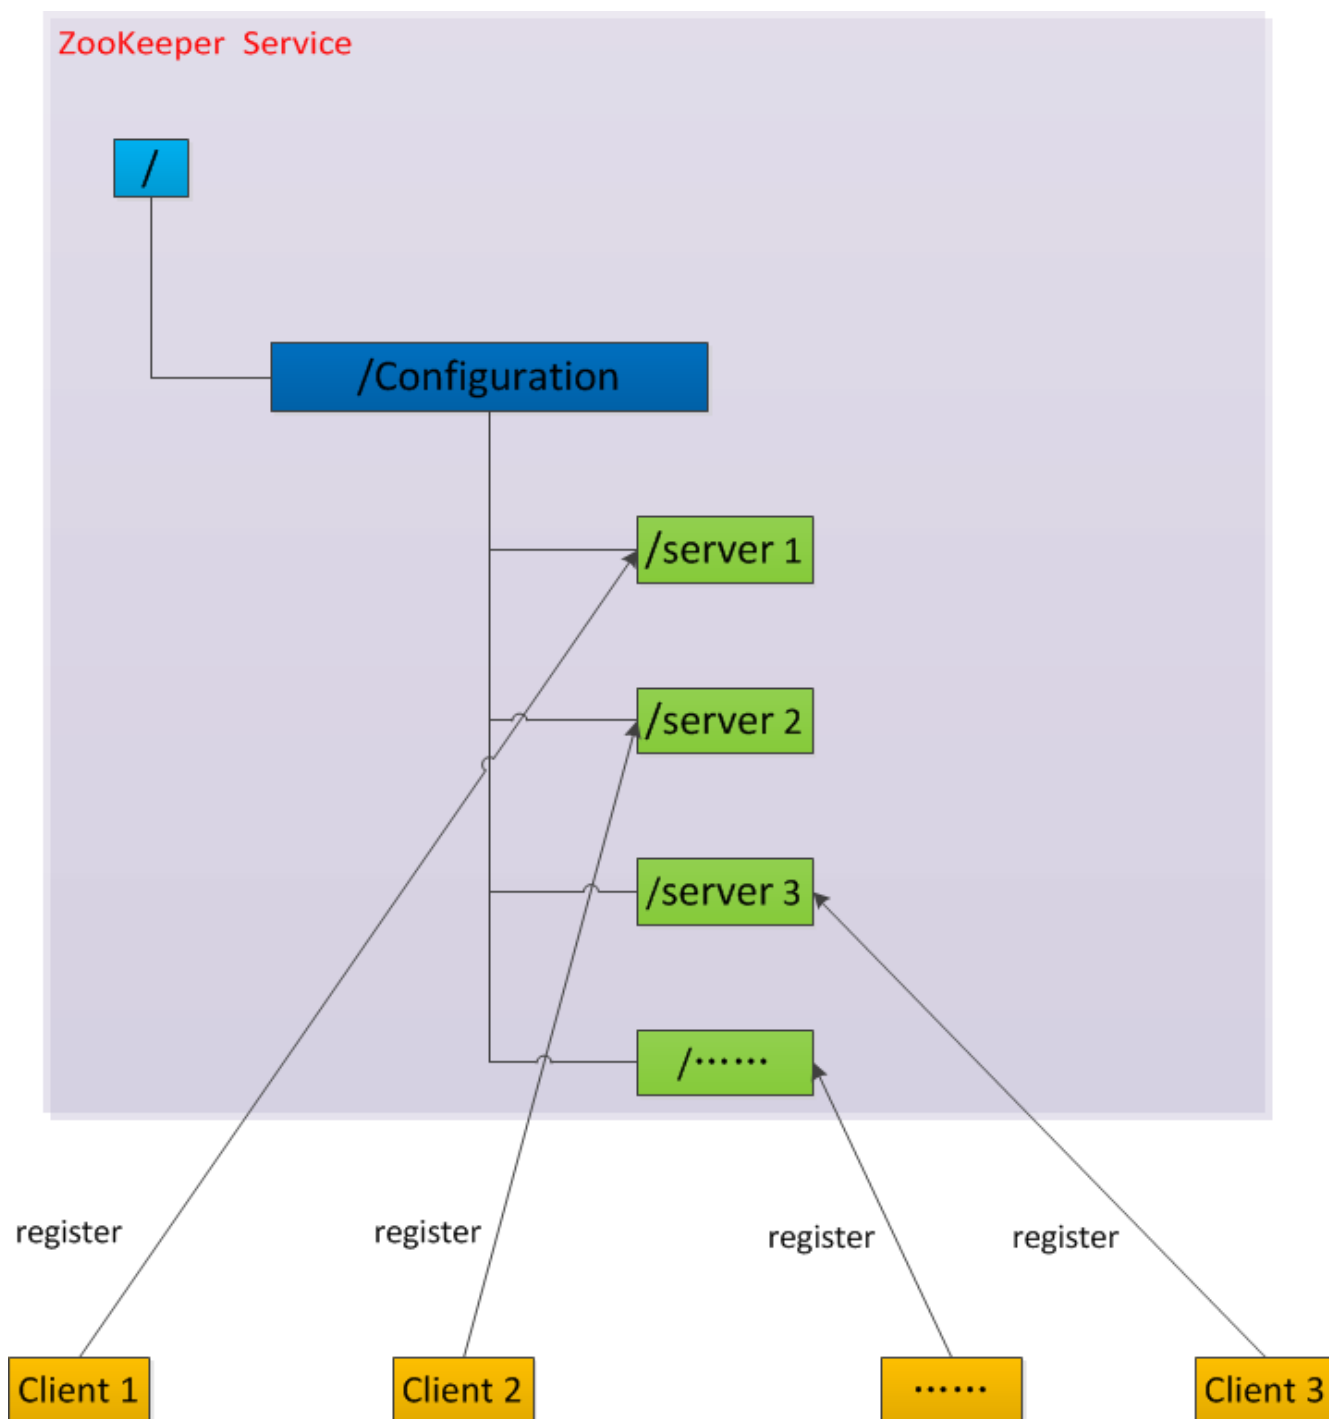 ZooKeeper Service
/
/Configuration
/server 1
/server 2
/server 3
/······
register
register
register
register
Client 1
Client 2
······
Client 3